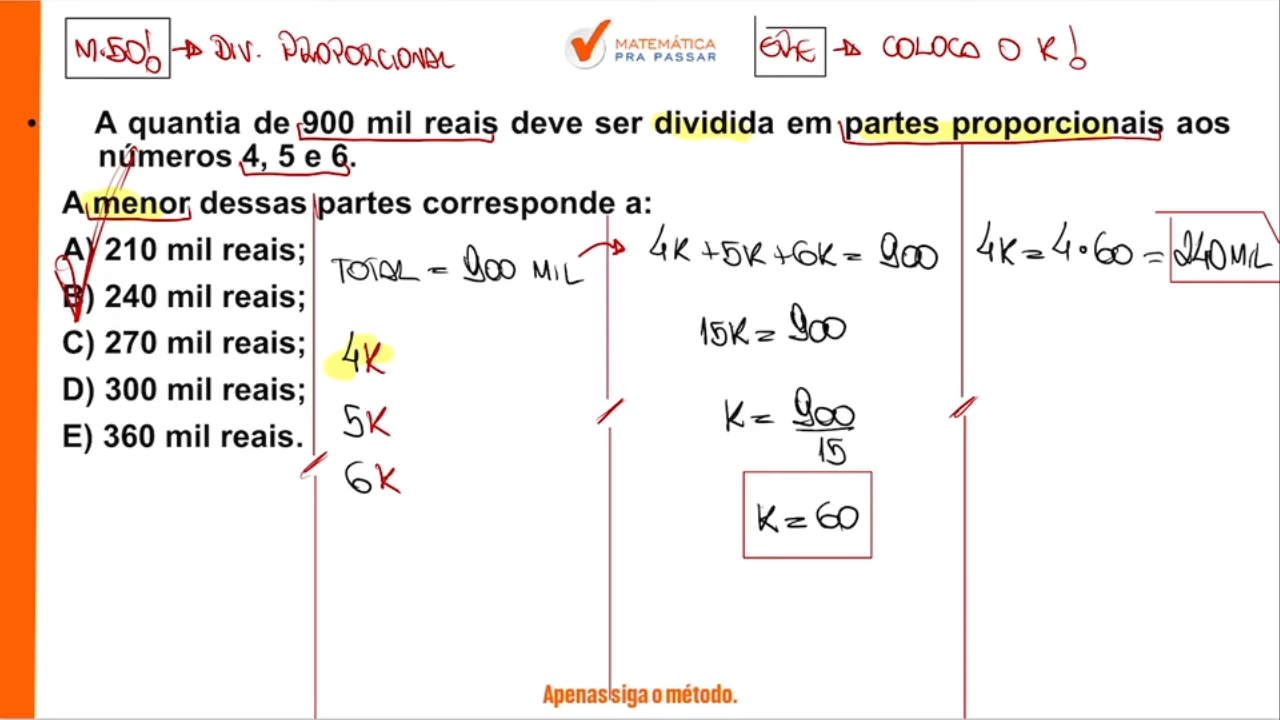 M.50! → DIV. PROPORCIONAL
MATEMÁTICA
PRA PASSAR
→ COLOCA O K!
• A quantia de 900 mil reais deve ser dividida em partes proporcionais aos
números 4, 5 e 6.
A menor dessas partes corresponde a:
A) 210 mil reais;
B) 240 mil reais;
C) 270 mil reais;
D) 300 mil reais;
E) 360 mil reais.
TOTAL = 900 MIL
4K
5K
6K
4K + 5K + 6K = 900
15K = 900
K = 900
15
K = 60
4K = 4 • 60 = 240 MIL
Apenas siga o método.